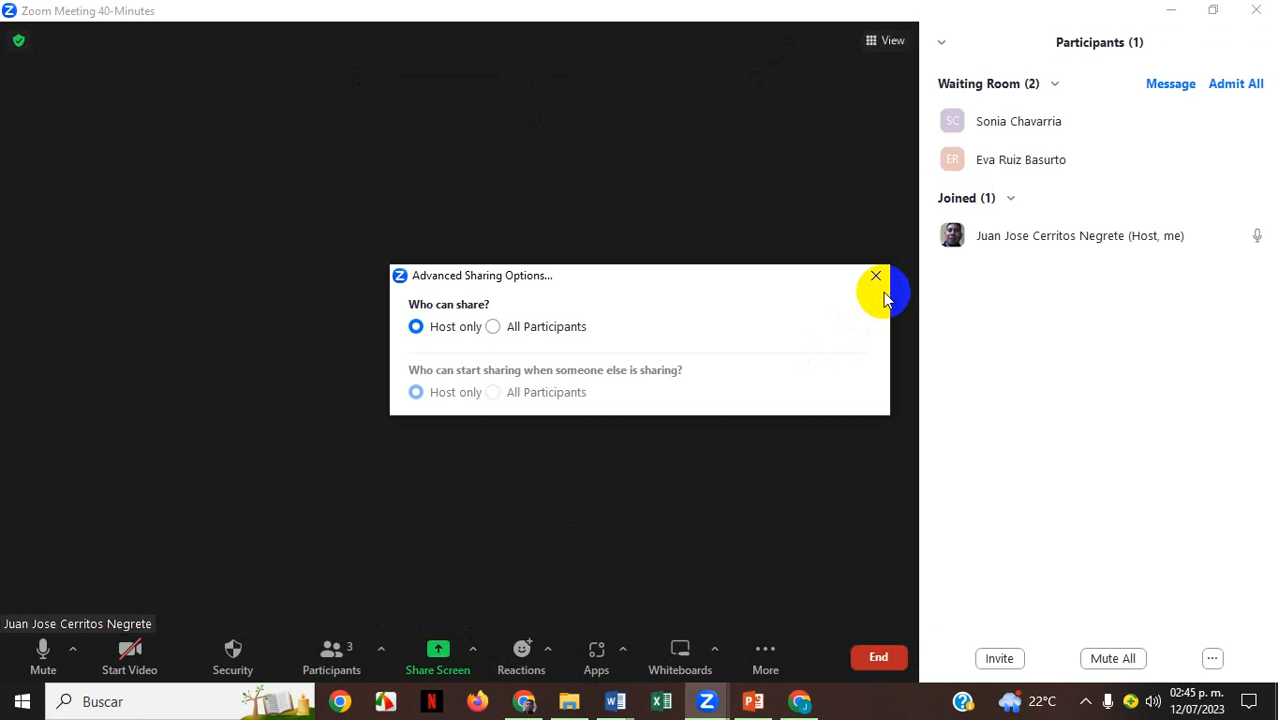 Zoom Meeting 40-Minutes
View
Participants (1)
Waiting Room (2) Message Admit All
SC Sonia Chavarria
ER Eva Ruiz Basurto
Joined (1)
Juan Jose Cerritos Negrete (Host, me)
Advanced Sharing Options...
Who can share?
Host only All Participants
Who can start sharing when someone else is sharing?
Host only All Participants
Juan Jose Cerritos Negrete
Mute Start Video Security Participants 3 Share Screen Reactions Apps Whiteboards More End
Invite Mute All
Buscar
22°C
02:45 p. m.
12/07/2023